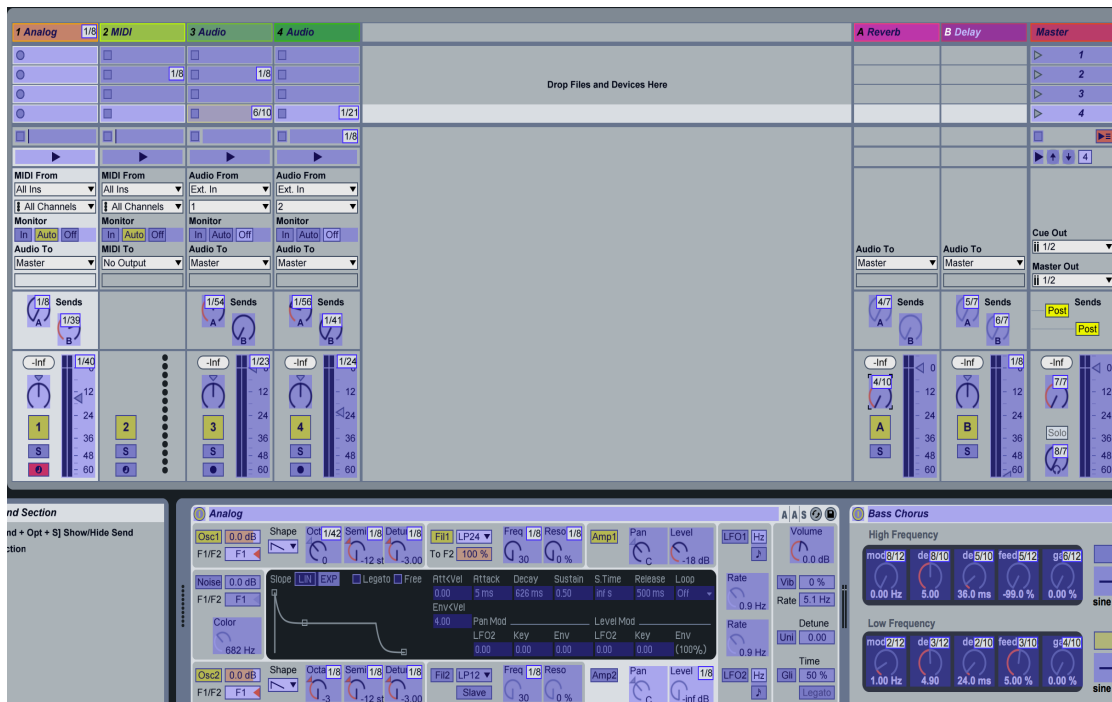 1 Analog 1/8 2 MIDI 3 Audio 4 Audio A Reverb B Delay Master
1
1/8 1/8 2
Drop Files and Devices Here
3
6/10 1/21 4
1/8
4
MIDI From MIDI From Audio From Audio From
All Ins All Ins Ext. In Ext. In
All Channels All Channels 1 2
Monitor Monitor Monitor Monitor
In Auto Off In Auto Off In Auto Off In Auto Off Cue Out
Audio To MIDI To Audio To Audio To Audio To Audio To 1/2
Master No Output Master Master Master Master Master Out
1/2
1/8 Sends 1/54 Sends 1/56 Sends 4/7 Sends 5/7 Sends Sends
Post
A 1/39 A A 1/41 A A 6/7 Post
B B B B B
-Inf 1/40 -Inf 1/23 -Inf 1/24 -Inf 0 -Inf 1/8 -Inf 0
4/10 7/7
12 12 12 12 12 12
24 24 24 24 24 24
1 2 3 4 A B Solo
36 36 36 36 36 36
S S S S S S 8/7
48 48 48 48 48 48
60 60 60 60 60 60
nd Section
nd + Opt + S] Show/Hide Send
ction
Analog A A S
Osc1 0.0 dB Shape Oct 1/42 Semi 1/8 Detu 1/8 Fil1 LP24 Freq 1/8 Reso 1/8 Amp1 Pan Level LFO1 Hz Volume
F1/F2 F1 0 -12 st -3.00 To F2 100 % 30 0 % C -18 dB 0.0 dB
Noise 0.0 dB Slope LIN EXP Legato Free Att<Vel Attack Decay Sustain S.Time Release Loop Rate Vib 0 %
F1/F2 F1 0.00 5 ms 626 ms 0.50 inf s 500 ms Off 0.9 Hz Rate 5.1 Hz
Env<Vel
Color 4.00 Pan Mod Level Mod Rate Detune
LFO2 Key Env LFO2 Key Env Uni 0.00
682 Hz 0.00 0.00 0.00 0.00 0.00 (100%) 0.9 Hz
Time
Osc2 0.0 dB Shape Octa 1/8 Semi 1/8 Detu 1/8 Fil2 LP12 Freq 1/8 Reso Amp2 Pan Level 1/8 LFO2 Hz Gli 50 %
F1/F2 F1 -3 -12 st -3.00 Slave 30 0 % C -inf dB Legato
Bass Chorus
High Frequency
mod 8/12 de 8/10 de 5/10 feed 5/12 ga 6/12
0.00 Hz 5.00 36.0 ms -99.0 % 0.00 %
sine
Low Frequency
mod 2/12 de 3/12 de 2/10 feed 3/10 ga 4/10
1.00 Hz 4.90 24.0 ms 5.00 % 0.00 %
sine